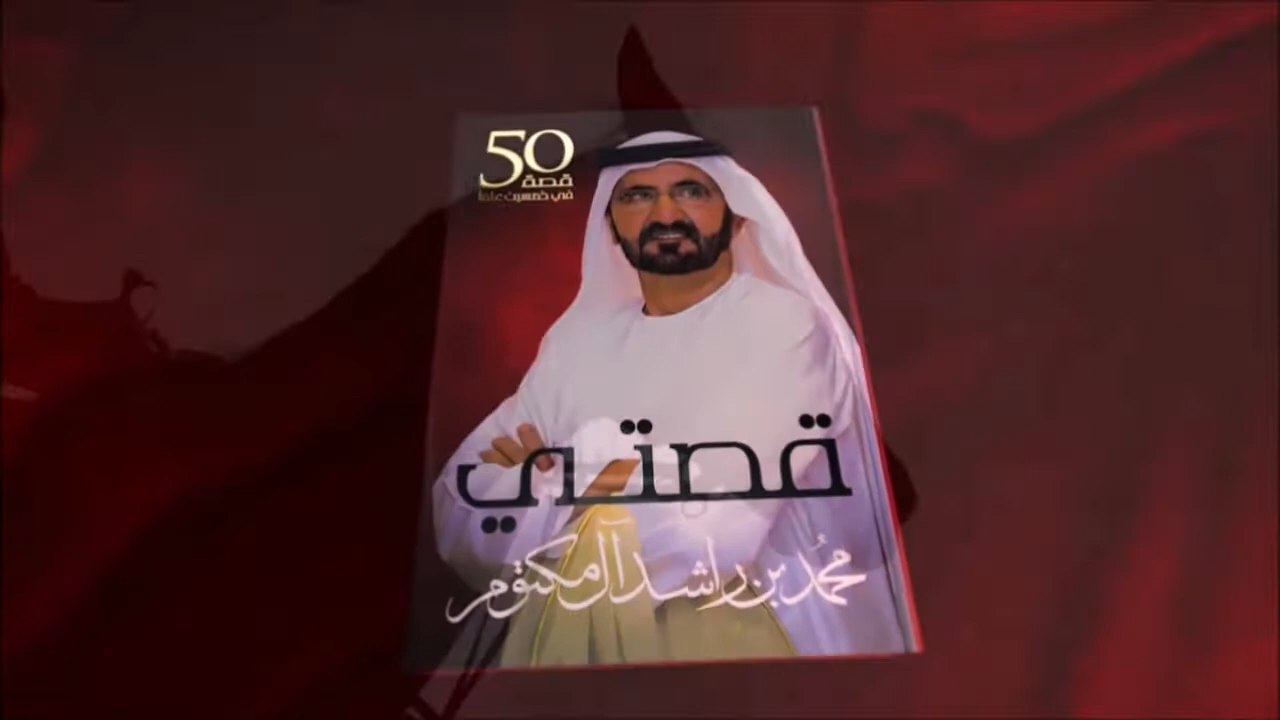 50
قصة
في خمسين عاماً
قصتي
محمد بن راشد آل مكتوم